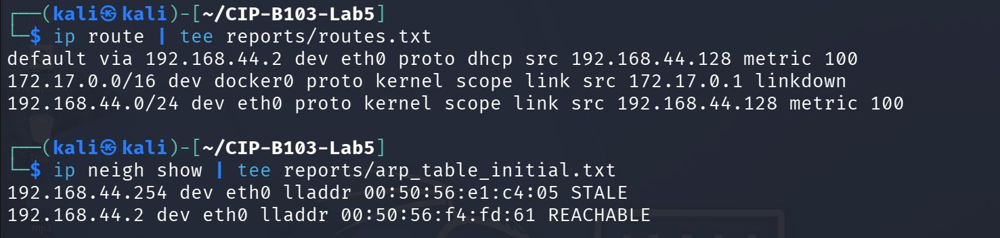 ┌──(kali㉿kali)-[~/CIP-B103-Lab5]
└─$ ip route | tee reports/routes.txt
default via 192.168.44.2 dev eth0 proto dhcp src 192.168.44.128 metric 100
172.17.0.0/16 dev docker0 proto kernel scope link src 172.17.0.1 linkdown
192.168.44.0/24 dev eth0 proto kernel scope link src 192.168.44.128 metric 100
┌──(kali㉿kali)-[~/CIP-B103-Lab5]
└─$ ip neigh show | tee reports/arp_table_initial.txt
192.168.44.254 dev eth0 lladdr 00:50:56:e1:c4:05 STALE
192.168.44.2 dev eth0 lladdr 00:50:56:f4:fd:61 REACHABLE
mp3